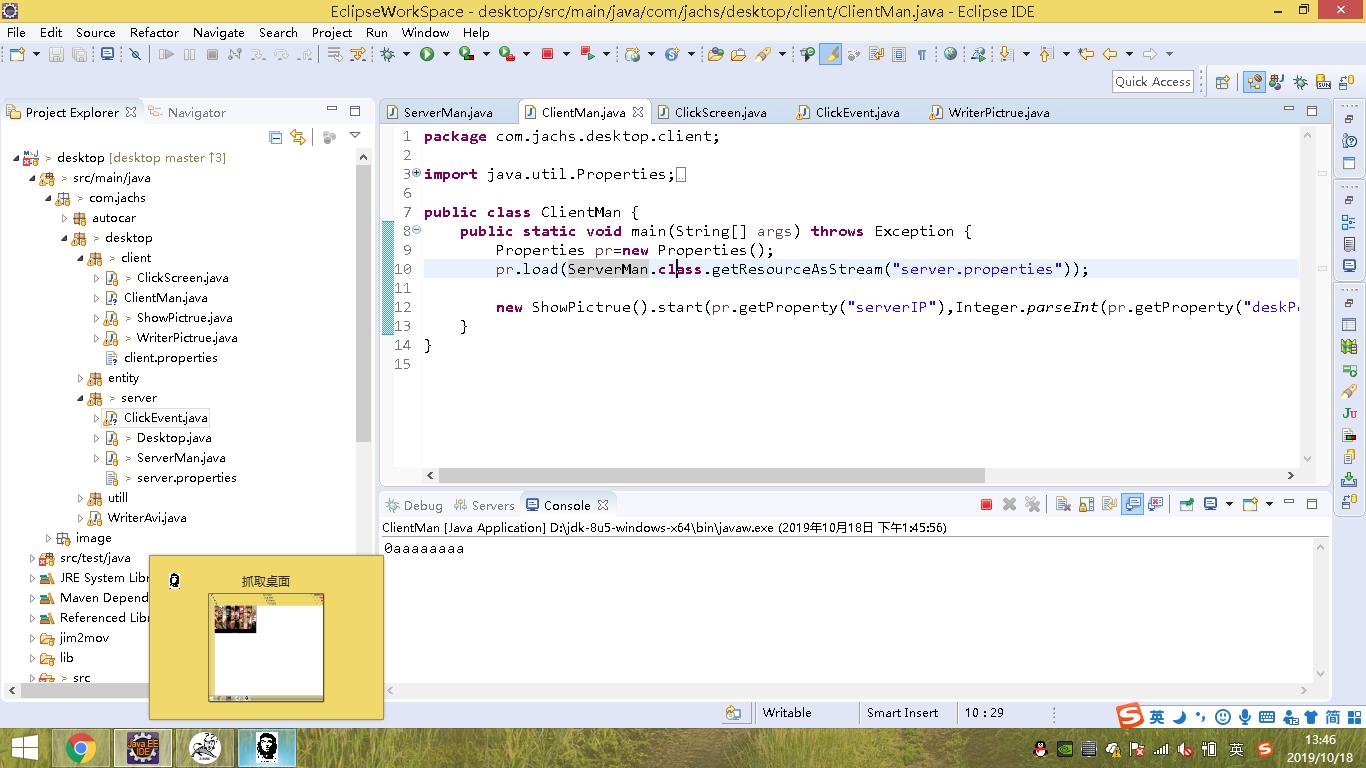 EclipseWorkSpace - desktop/src/main/java/com/jachs/desktop/client/ClientMan.java - Eclipse IDE
File Edit Source Refactor Navigate Search Project Run Window Help
Quick Access
Project Explorer Navigator
> desktop [desktop master ↑3]
> src/main/java
> com.jachs
autocar
> desktop
> client
> ClickScreen.java
> ClientMan.java
> ShowPictrue.java
> WriterPictrue.java
client.properties
entity
> server
ClickEvent.java
> Desktop.java
> ServerMan.java
> server.properties
utill
WriterAvi.java
image
src/test/java
JRE System Libr
Maven Depend
Referenced Libr
jim2mov
lib
> src
ServerMan.java ClientMan.java ClickScreen.java ClickEvent.java WriterPictrue.java
1 package com.jachs.desktop.client;
2
3 import java.util.Properties;
6
7 public class ClientMan {
8 public static void main(String[] args) throws Exception {
9 Properties pr=new Properties();
10 pr.load(ServerMan.class.getResourceAsStream("server.properties"));
11
12 new ShowPictrue().start(pr.getProperty("serverIP"),Integer.parseInt(pr.getProperty("deskPo
13 }
14 }
15
Debug Servers Console
ClientMan [Java Application] D:\jdk-8u5-windows-x64\bin\javaw.exe (2019年10月18日 下午1:45:56)
0aaaaaaaa
抓取桌面
Writable Smart Insert 10 : 29
英 简
Java EE IDE
英
13:46
2019/10/18